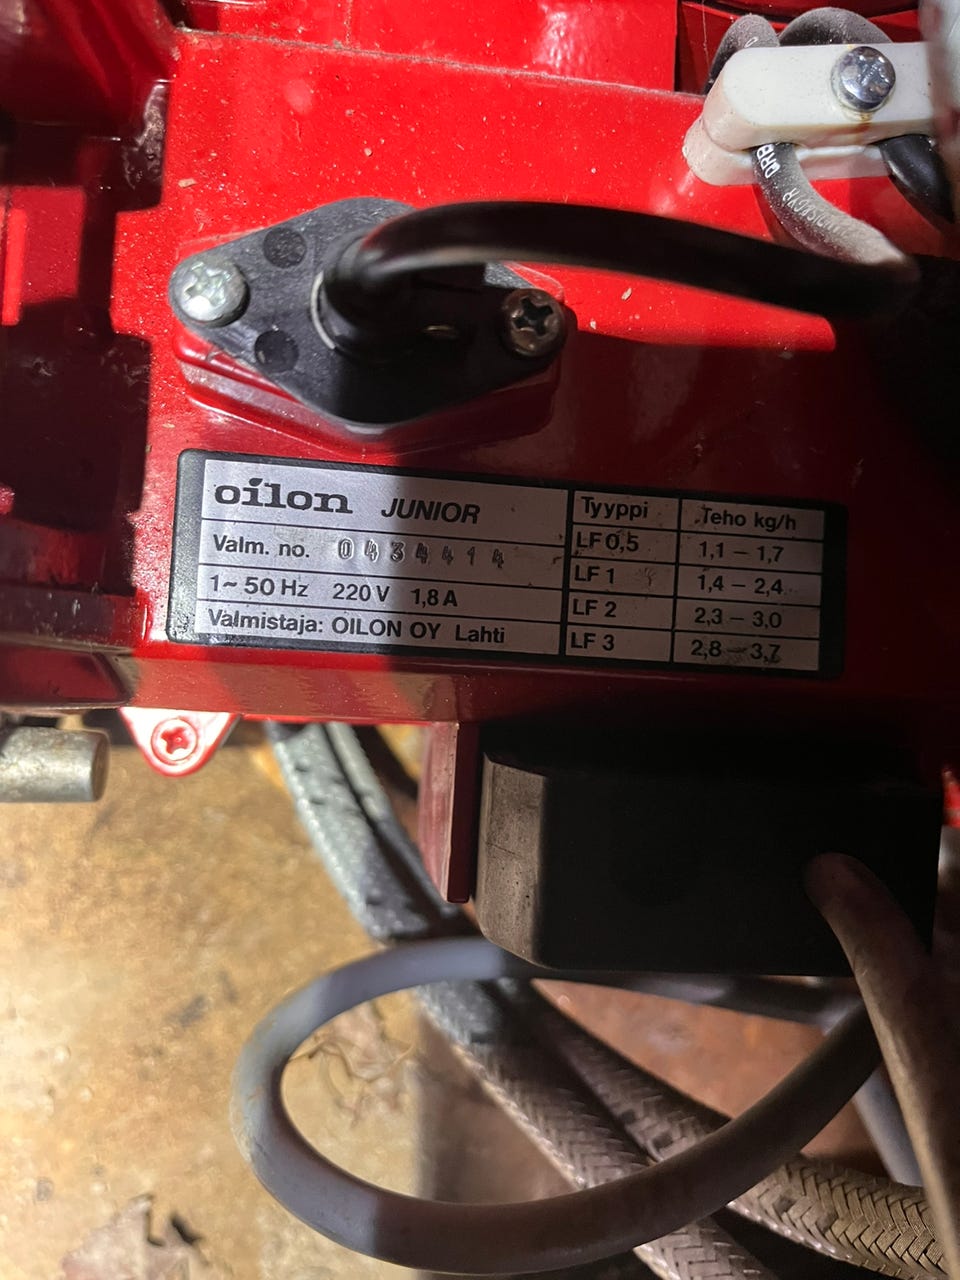 oilon JUNIOR
Valm. no. 0434414
1~ 50 Hz 220 V 1,8 A
Valmistaja: OILON OY Lahti
Tyyppi Teho kg/h
LF 0,5 1,1 – 1,7
LF 1 1,4 – 2,4
LF 2 2,3 – 3,0
LF 3 2,8 – 3,7
QRB